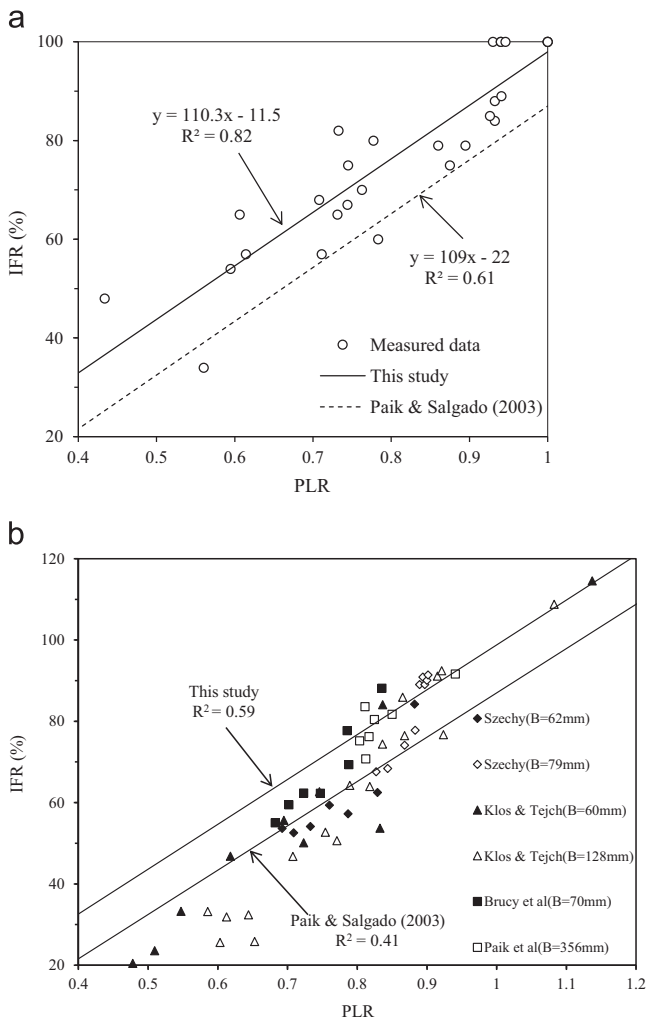 a
100
80
60
40
20
IFR (%)
y = 110.3x - 11.5
R² = 0.82
y = 109x - 22
R² = 0.61
Measured data
This study
Paik & Salgado (2003)
0.4 0.5 0.6 0.7 0.8 0.9 1
PLR
b
120
100
80
60
40
20
IFR (%)
This study
R² = 0.59
Paik & Salgado (2003)
R² = 0.41
Szechy(B=62mm)
Szechy(B=79mm)
Klos & Tejch(B=60mm)
Klos & Tejch(B=128mm)
Brucy et al(B=70mm)
Paik et al(B=356mm)
0.4 0.5 0.6 0.7 0.8 0.9 1 1.1 1.2
PLR